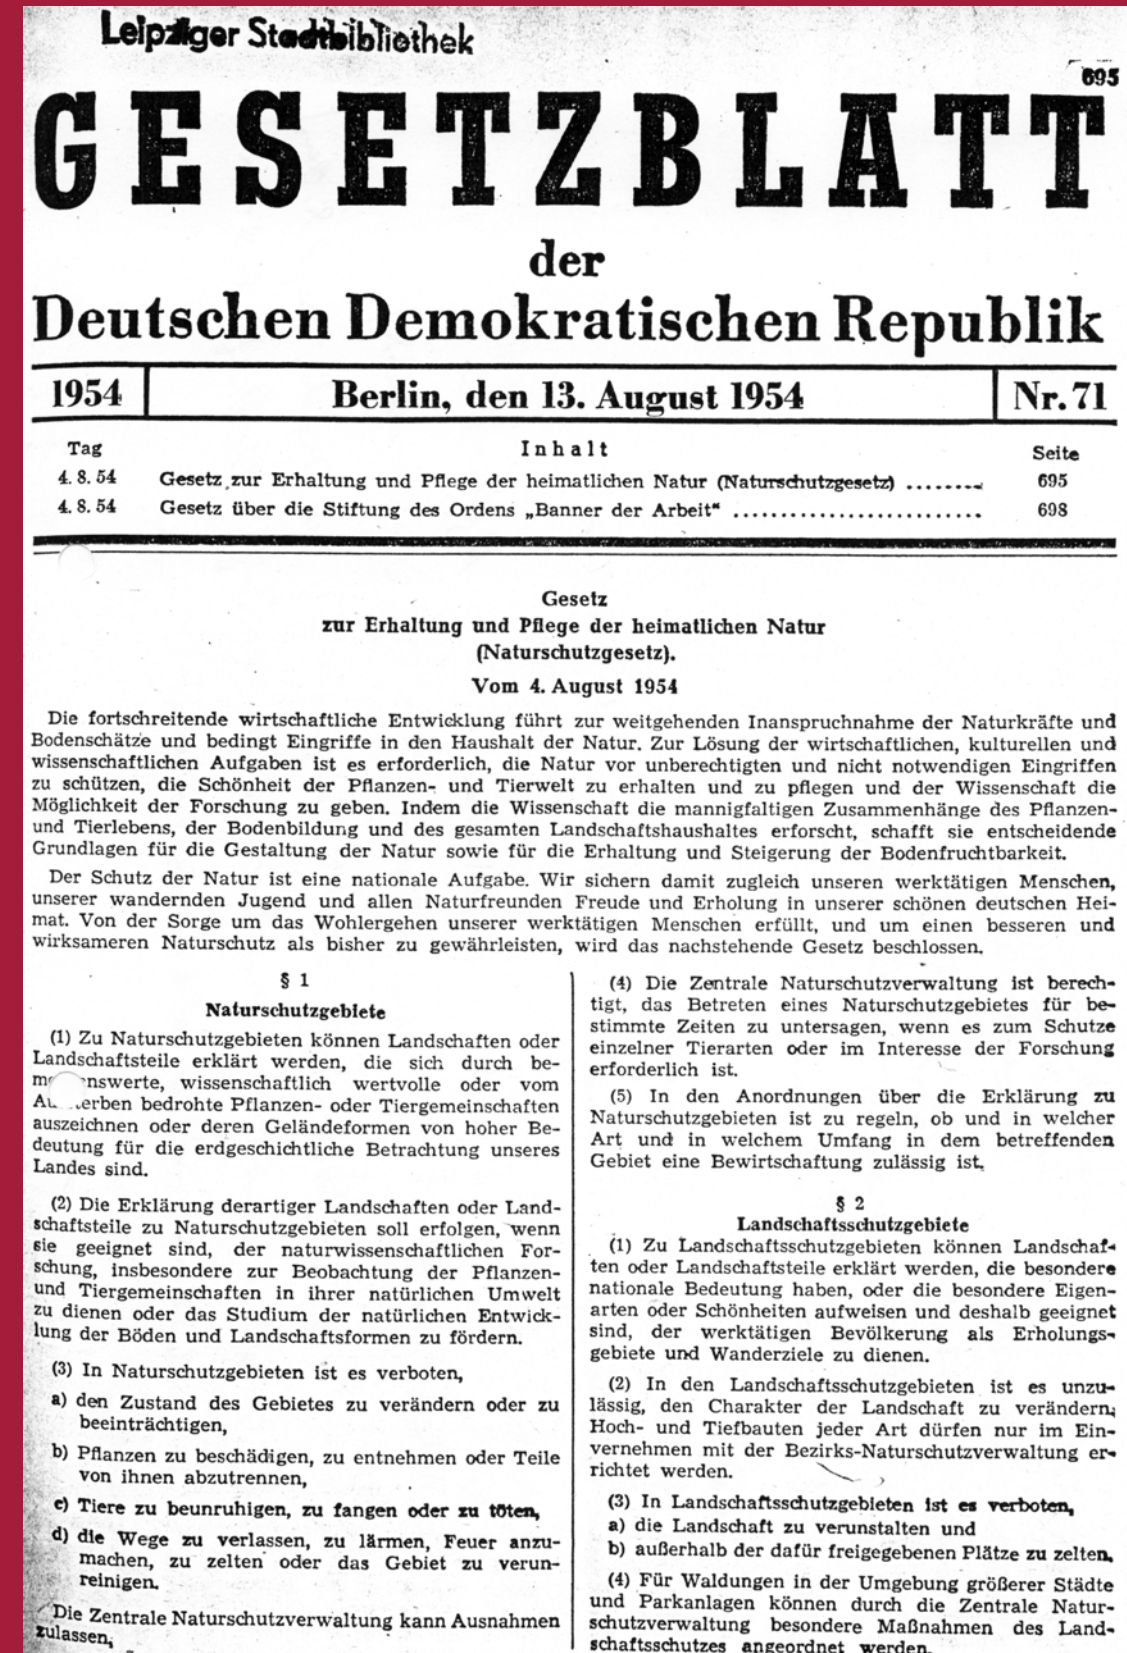 Leipziger Stadtbibliothek
695
GESETZBLATT
der
Deutschen Demokratischen Republik
1954 Berlin, den 13. August 1954 Nr. 71
Tag Inhalt Seite
4. 8. 54 Gesetz zur Erhaltung und Pflege der heimatlichen Natur (Naturschutzgesetz) ........ 695
4. 8. 54 Gesetz über die Stiftung des Ordens „Banner der Arbeit“ .......................... 698
Gesetz
zur Erhaltung und Pflege der heimatlichen Natur
(Naturschutzgesetz).
Vom 4. August 1954
Die fortschreitende wirtschaftliche Entwicklung führt zur weitgehenden Inanspruchnahme der Naturkräfte und
Bodenschätze und bedingt Eingriffe in den Haushalt der Natur. Zur Lösung der wirtschaftlichen, kulturellen und
wissenschaftlichen Aufgaben ist es erforderlich, die Natur vor unberechtigten und nicht notwendigen Eingriffen
zu schützen, die Schönheit der Pflanzen- und Tierwelt zu erhalten und zu pflegen und der Wissenschaft die
Möglichkeit der Forschung zu geben. Indem die Wissenschaft die mannigfaltigen Zusammenhänge des Pflanzen-
und Tierlebens, der Bodenbildung und des gesamten Landschaftshaushaltes erforscht, schafft sie entscheidende
Grundlagen für die Gestaltung der Natur sowie für die Erhaltung und Steigerung der Bodenfruchtbarkeit.
Der Schutz der Natur ist eine nationale Aufgabe. Wir sichern damit zugleich unseren werktätigen Menschen,
unserer wandernden Jugend und allen Naturfreunden Freude und Erholung in unserer schönen deutschen Hei-
mat. Von der Sorge um das Wohlergehen unserer werktätigen Menschen erfüllt, und um einen besseren und
wirksameren Naturschutz als bisher zu gewährleisten, wird das nachstehende Gesetz beschlossen.
§ 1
Naturschutzgebiete
(1) Zu Naturschutzgebieten können Landschaften oder
Landschaftsteile erklärt werden, die sich durch be-
nswerte, wissenschaftlich wertvolle oder vom
erben bedrohte Pflanzen- oder Tiergemeinschaften
auszeichnen oder deren Geländeformen von hoher Be-
deutung für die erdgeschichtliche Betrachtung unseres
Landes sind.
(2) Die Erklärung derartiger Landschaften oder Land-
schaftsteile zu Naturschutzgebieten soll erfolgen, wenn
sie geeignet sind, der naturwissenschaftlichen For-
schung, insbesondere zur Beobachtung der Pflanzen-
und Tiergemeinschaften in ihrer natürlichen Umwelt
zu dienen oder das Studium der natürlichen Entwick-
lung der Böden und Landschaftsformen zu fördern.
(3) In Naturschutzgebieten ist es verboten,
a) den Zustand des Gebietes zu verändern oder zu
beeinträchtigen,
b) Pflanzen zu beschädigen, zu entnehmen oder Teile
von ihnen abzutrennen,
c) Tiere zu beunruhigen, zu fangen oder zu töten,
d) die Wege zu verlassen, zu lärmen, Feuer anzu-
machen, zu zelten oder das Gebiet zu verun-
reinigen.
Die Zentrale Naturschutzverwaltung kann Ausnahmen
zulassen.
(4) Die Zentrale Naturschutzverwaltung ist berech-
tigt, das Betreten eines Naturschutzgebietes für be-
stimmte Zeiten zu untersagen, wenn es zum Schutze
einzelner Tierarten oder im Interesse der Forschung
erforderlich ist.
(5) In den Anordnungen über die Erklärung zu
Naturschutzgebieten ist zu regeln, ob und in welcher
Art und in welchem Umfang in dem betreffenden
Gebiet eine Bewirtschaftung zulässig ist.
§ 2
Landschaftsschutzgebiete
(1) Zu Landschaftsschutzgebieten können Landschaf-
ten oder Landschaftsteile erklärt werden, die besondere
nationale Bedeutung haben, oder die besondere Eigen-
arten oder Schönheiten aufweisen und deshalb geeignet
sind, der werktätigen Bevölkerung als Erholungs-
gebiete und Wanderziele zu dienen.
(2) In den Landschaftsschutzgebieten ist es unzu-
lässig, den Charakter der Landschaft zu verändern;
Hoch- und Tiefbauten jeder Art dürfen nur im Ein-
vernehmen mit der Bezirks-Naturschutzverwaltung er-
richtet werden.
(3) In Landschaftsschutzgebieten ist es verboten,
a) die Landschaft zu verunstalten und
b) außerhalb der dafür freigegebenen Plätze zu zelten.
(4) Für Waldungen in der Umgebung größerer Städte
und Parkanlagen können durch die Zentrale Natur-
schutzverwaltung besondere Maßnahmen des Land-
schaftsschutzes angeordnet werden.